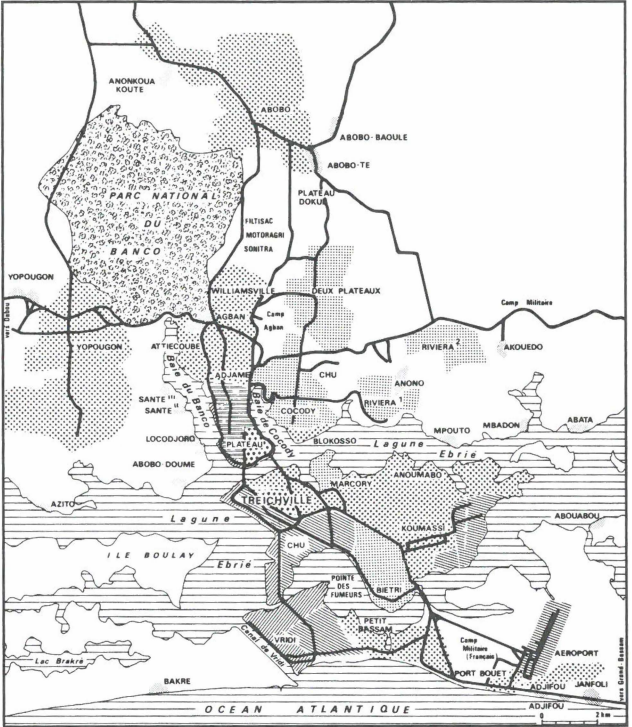 ANONKOUA
KOUTE
ABOBO
ABOBO-BAOULE
ABOBO-TE
PARC NATIONAL
DU
BANCO
PLATEAU
DOKUI
FILTISAC
MOTORAGRI
SONITRA
YOPOUGON
WILLIAMSVILLE
DEUX PLATEAUX
vers Dabou
AGBAN
Camp
Agban
Camp Militaire
YOPOUGON
ATTIECOUBE
RIVIERA 2
AKOUEDO
Baie du Banco
ADJAME
CHU
ANONO
SANTE III
SANTE II
Baie de Cocody
COCODY
RIVIERA 1
MPOUTO
MBADON
ABATA
LOCODJORO
PLATEAU
BLOKOSSO
Lagune
Ebrié
ABOBO-DOUME
ANOUMABO
MARCORY
AZITO
TREICHVILLE
Lagune
KOUMASSI
ABOUABOU
CHU
ILE BOULAY
Ebrié
POINTE
DES
FUMEURS
BIETRI
PETIT
BASSAM
VRIDI
Canal de Vridi
Camp
Militaire
(Français)
AEROPORT
Lac Brakré
PORT BOUET
vers Grand-Bassam
BAKRE
ADJIFOU
JANFOLI
OCEAN ATLANTIQUE
ADJIFOU
0 2 km